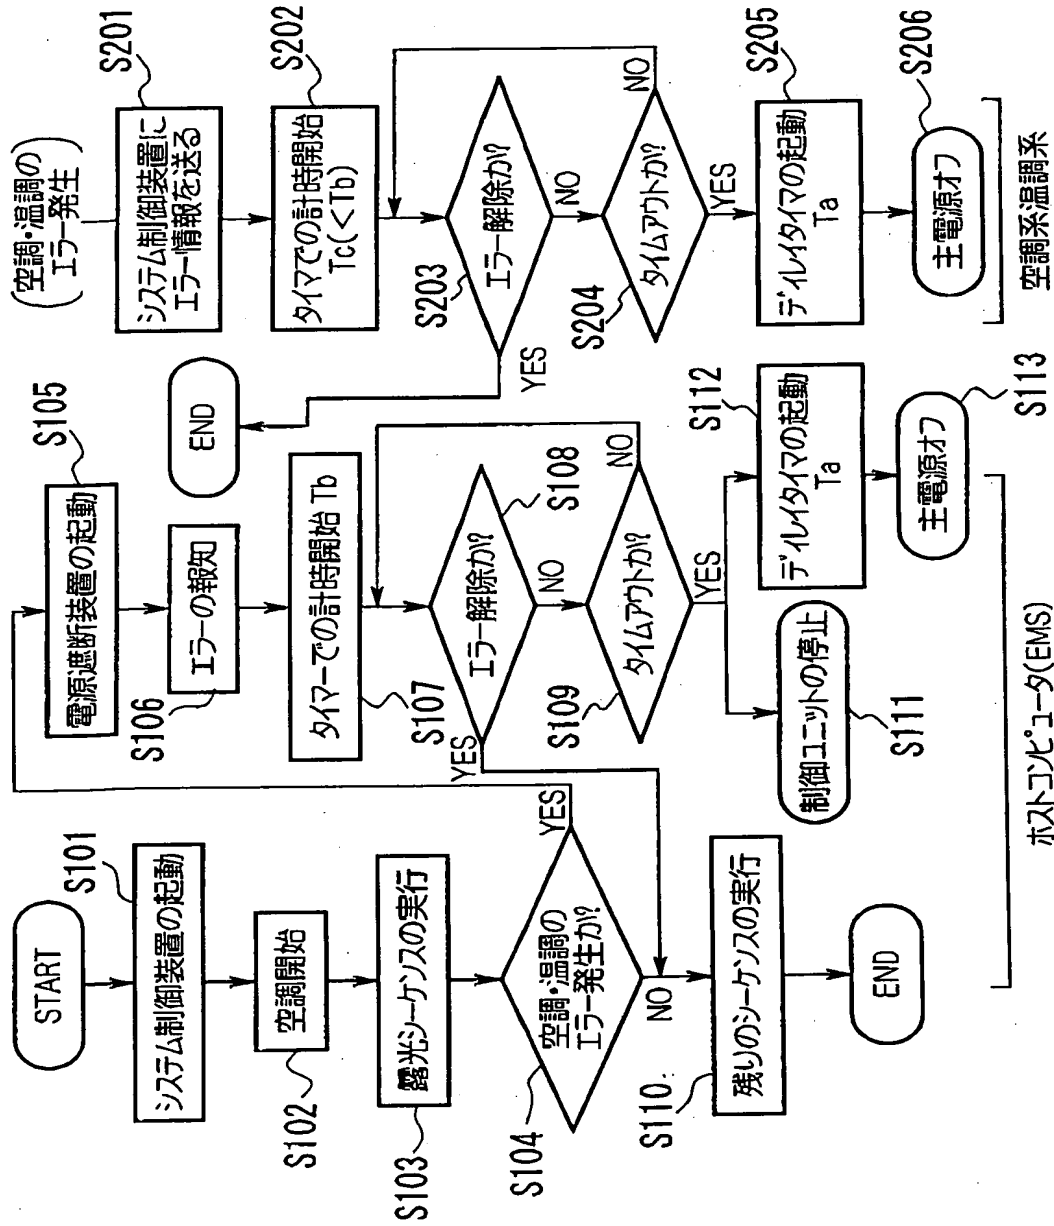 START
S101
システム制御装置の起動
S102
空調開始
S103
露光シーケンスの実行
S104
空調・温調の
エラー発生か?
YES
NO
S110
残りのシーケンスの実行
END
S105
電源遮断装置の起動
S106
エラーの報知
S107
タイマーでの計時開始 Tb
S108
エラー解除か?
YES
NO
S109
タイムアウトか?
NO
YES
S111
制御ユニットの停止
S112
ディレイタイマの起動
Ta
S113
主電源オフ
ホストコンピュータ(EMS)
空調・温調の
エラー発生
S201
システム制御装置に
エラー情報を送る
S202
タイマでの計時開始
Tc(<Tb)
S203
エラー解除か?
YES
END
NO
S204
タイムアウトか?
NO
YES
S205
ディレイタイマの起動
Ta
S206
主電源オフ
空調系温調系